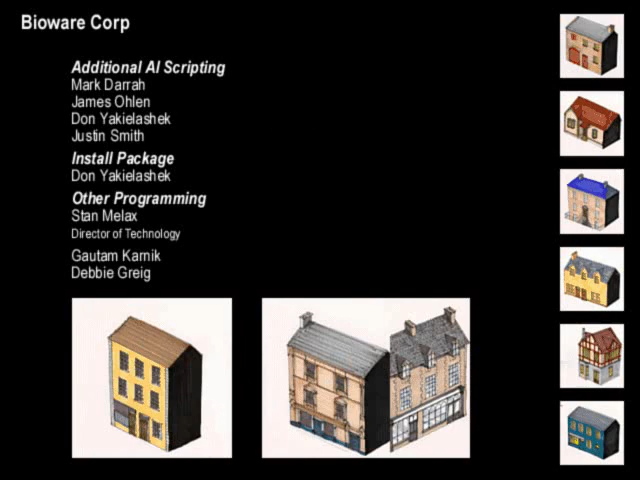 Bioware Corp
Additional AI Scripting
Mark Darrah
James Ohlen
Don Yakielashek
Justin Smith
Install Package
Don Yakielashek
Other Programming
Stan Melax
Director of Technology
Gautam Karnik
Debbie Greig